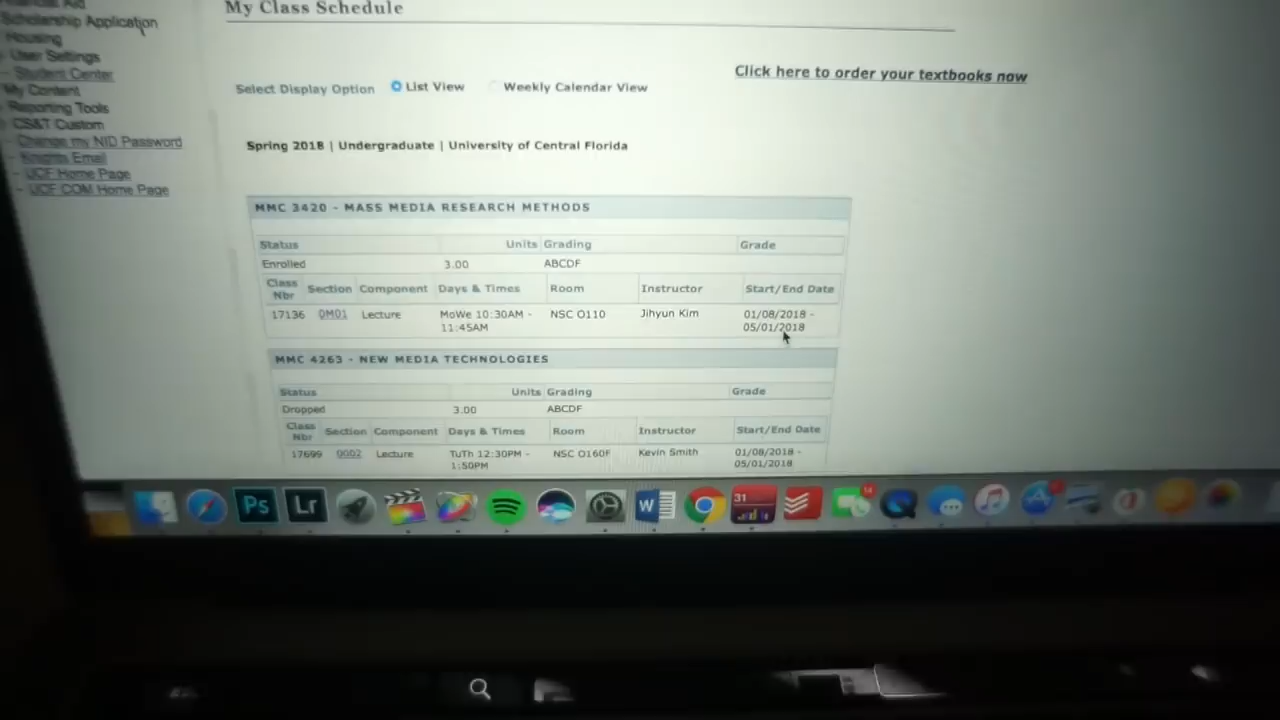 My Class Schedule
Financial Aid
Scholarship Application
Housing
User Settings
Student Center
My Content
Reporting Tools
CS&T Custom
Change my NID Password
Knights Email
UCF Home Page
UCF COM Home Page
Click here to order your textbooks now
Select Display Option List View Weekly Calendar View
Spring 2018 | Undergraduate | University of Central Florida
MMC 3420 - MASS MEDIA RESEARCH METHODS
Status Units Grading Grade
Enrolled 3.00 ABCDF
Class Nbr Section Component Days & Times Room Instructor Start/End Date
17136 0M01 Lecture MoWe 10:30AM - 11:45AM NSC O110 Jihyun Kim 01/08/2018 - 05/01/2018
MMC 4263 - NEW MEDIA TECHNOLOGIES
Status Units Grading Grade
Dropped 3.00 ABCDF
Class Nbr Section Component Days & Times Room Instructor Start/End Date
17699 0002 Lecture TuTh 12:30PM - 1:50PM NSC O160F Kevin Smith 01/08/2018 - 05/01/2018
Ps Lr W 31 14